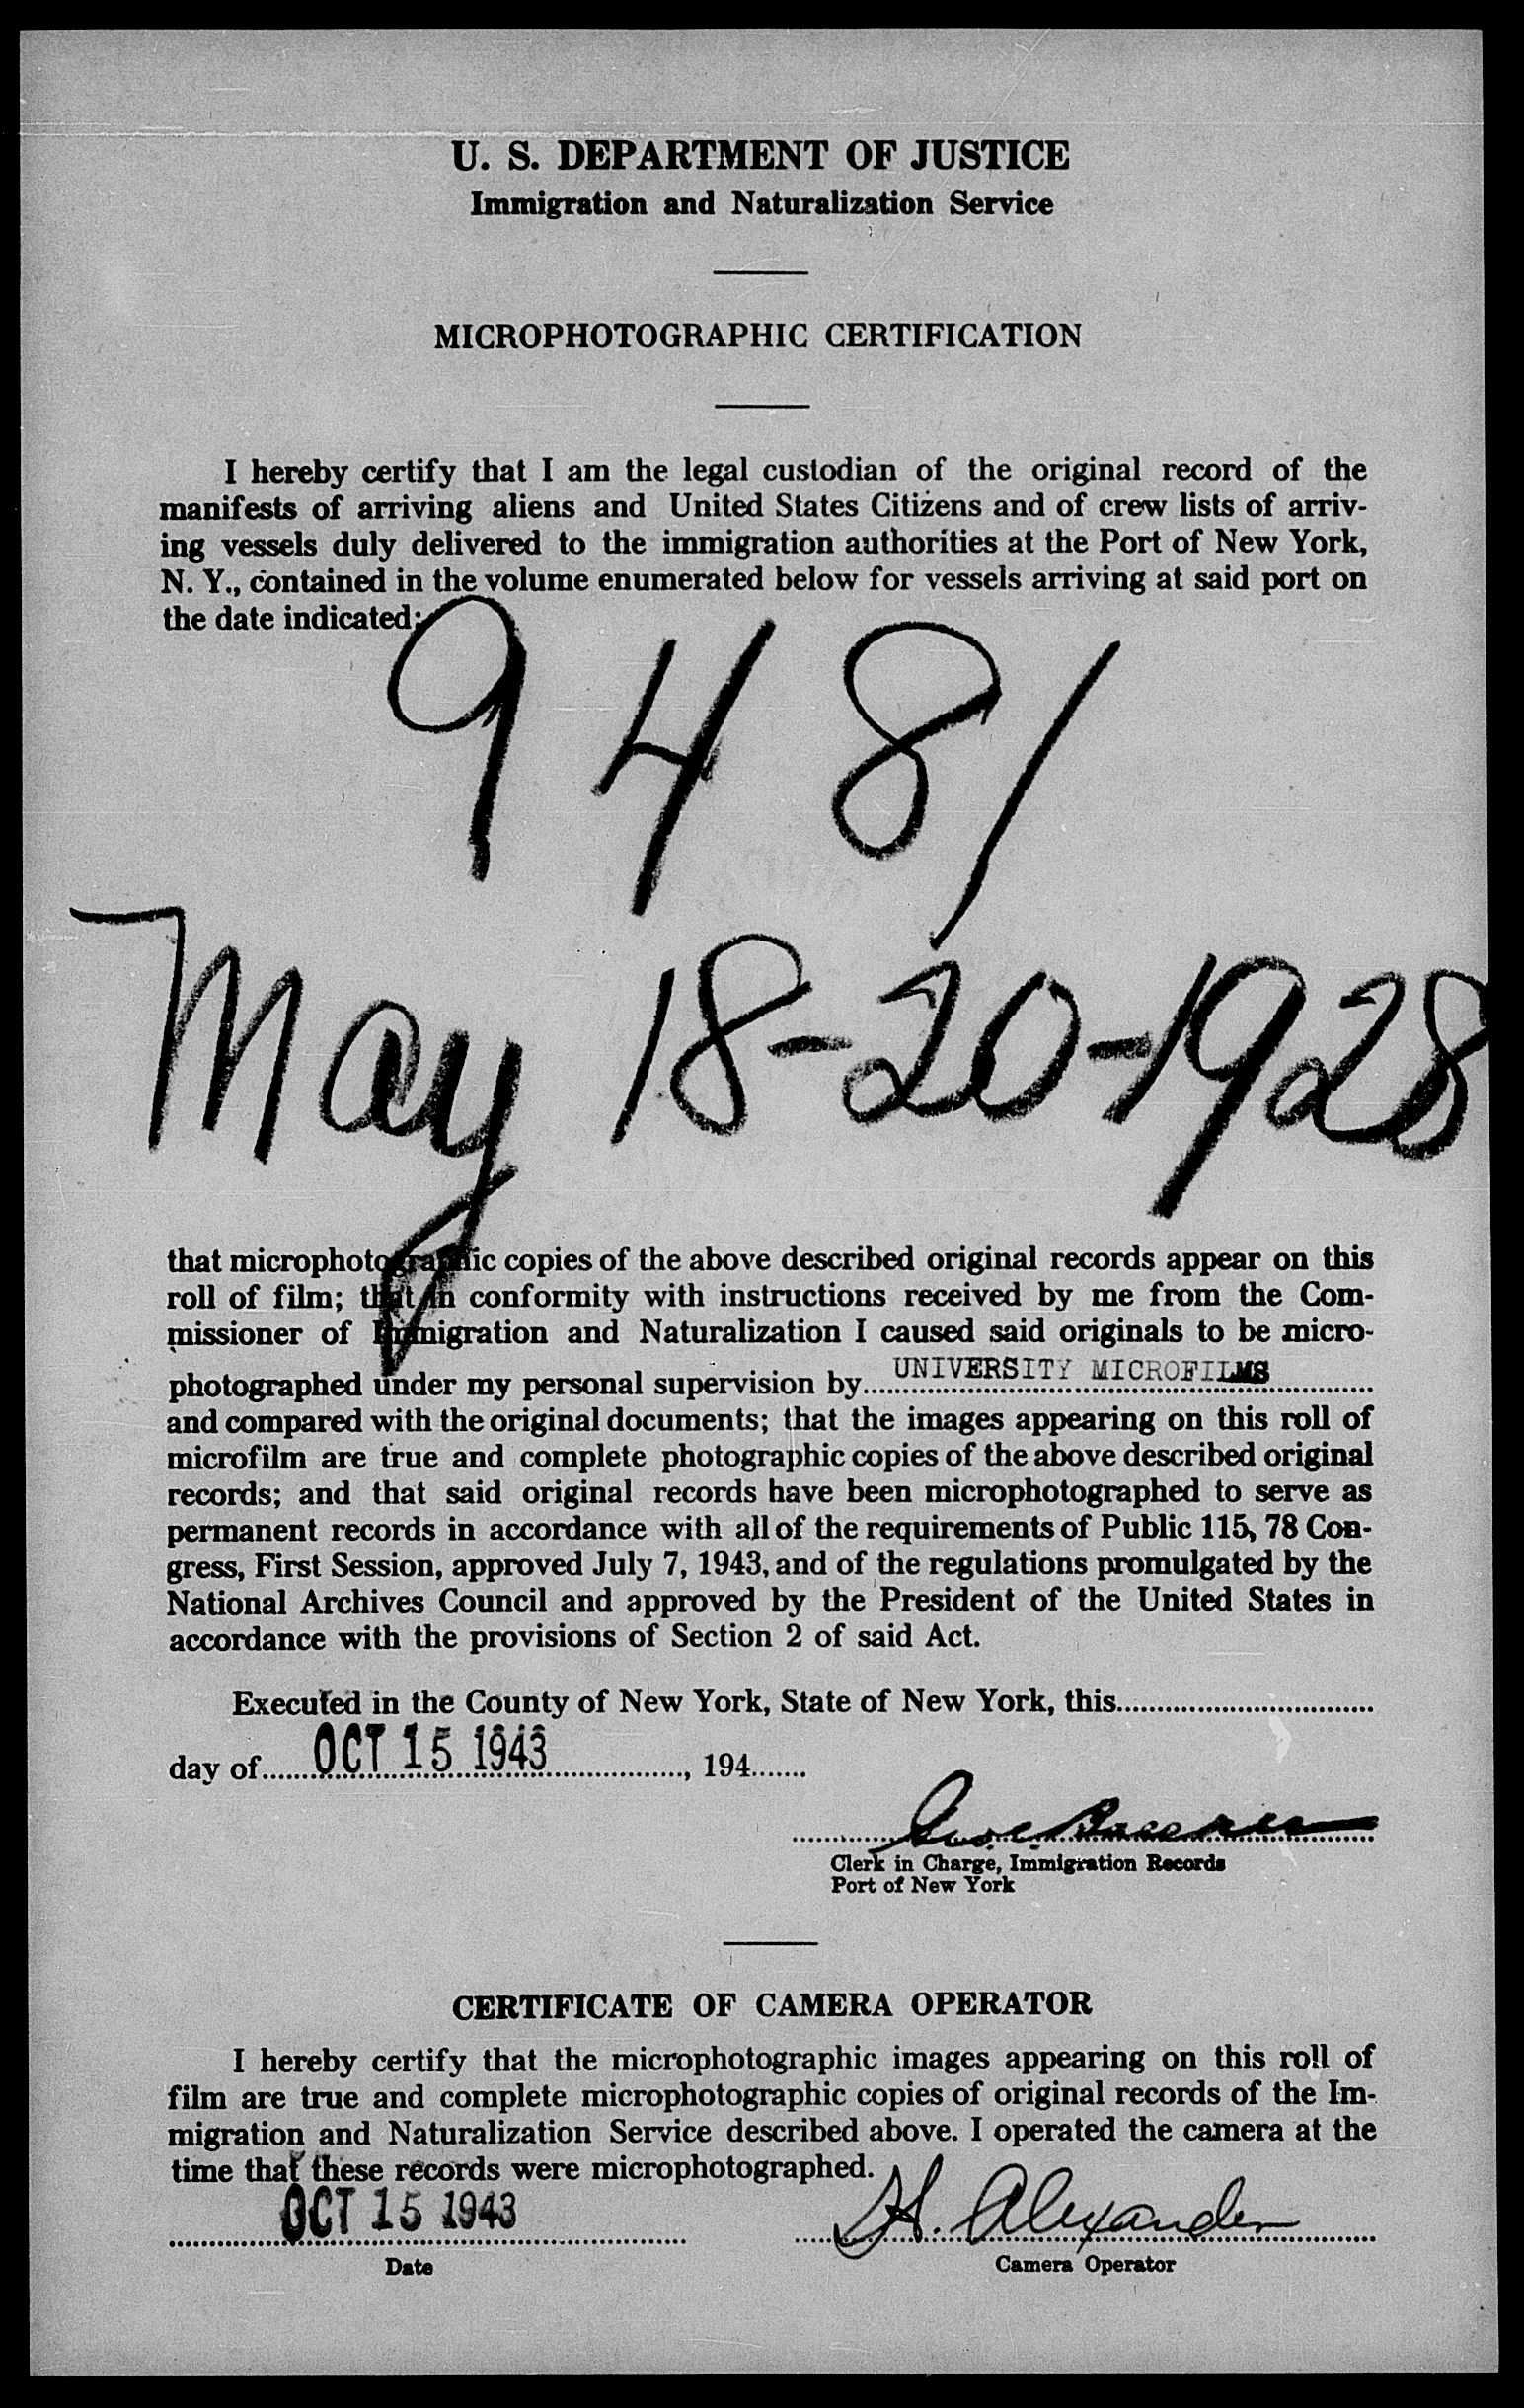 U. S. DEPARTMENT OF JUSTICE
Immigration and Naturalization Service
MICROPHOTOGRAPHIC CERTIFICATION
I hereby certify that I am the legal custodian of the original record of the
manifests of arriving aliens and United States Citizens and of crew lists of arriv-
ing vessels duly delivered to the immigration authorities at the Port of New York,
N. Y., contained in the volume enumerated below for vessels arriving at said port on
the date indicated:
9481
May 18-20-1928
that microphotographic copies of the above described original records appear on this
roll of film; that in conformity with instructions received by me from the Com-
missioner of Immigration and Naturalization I caused said originals to be micro-
photographed under my personal supervision by UNIVERSITY MICROFILMS
and compared with the original documents; that the images appearing on this roll of
microfilm are true and complete photographic copies of the above described original
records; and that said original records have been microphotographed to serve as
permanent records in accordance with all of the requirements of Public 115, 78 Con-
gress, First Session, approved July 7, 1943, and of the regulations promulgated by the
National Archives Council and approved by the President of the United States in
accordance with the provisions of Section 2 of said Act.
Executed in the County of New York, State of New York, this
day of OCT 15 1943, 194
Clerk in Charge, Immigration Records
Port of New York
CERTIFICATE OF CAMERA OPERATOR
I hereby certify that the microphotographic images appearing on this roll of
film are true and complete microphotographic copies of original records of the Im-
migration and Naturalization Service described above. I operated the camera at the
time that these records were microphotographed.
OCT 15 1943 H. Alexander
Date Camera Operator